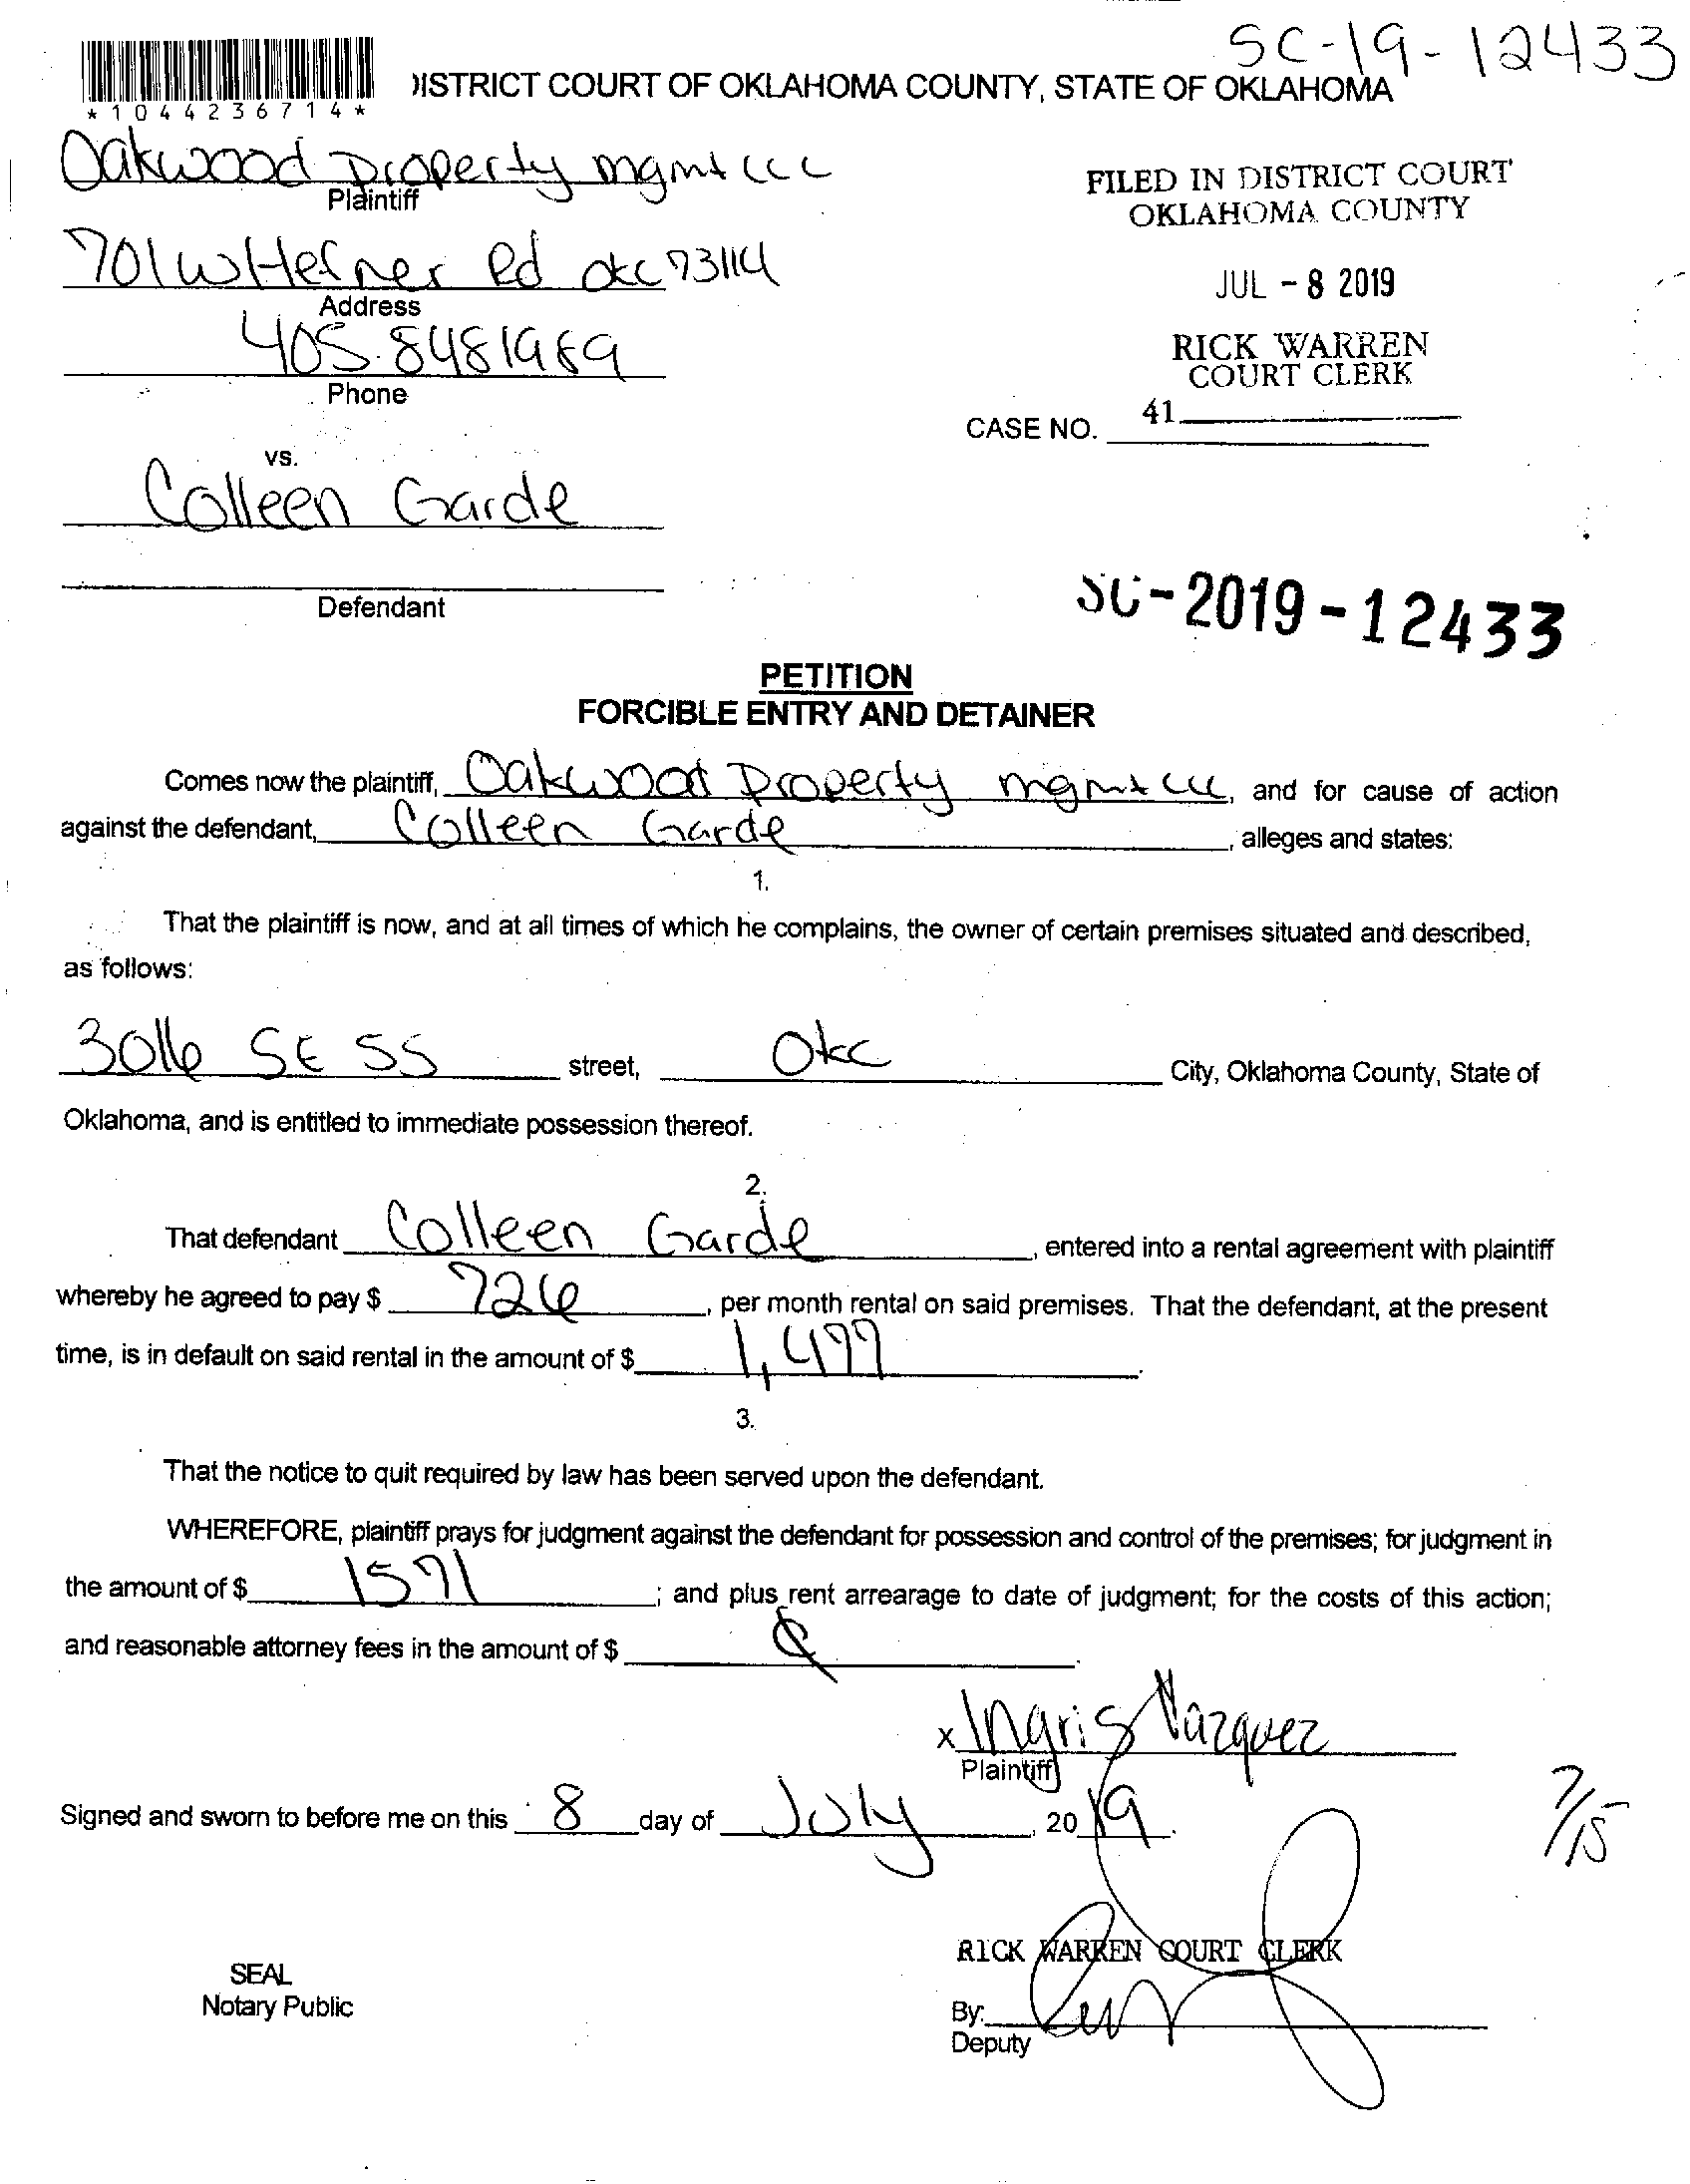 SC-19-12433
DISTRICT COURT OF OKLAHOMA COUNTY, STATE OF OKLAHOMA
*1044236714*
Oakwood Property mgmt LLC
Plaintiff
FILED IN DISTRICT COURT
OKLAHOMA COUNTY
701 W Hefner Rd OKC 73114
Address
JUL - 8 2019
405.8481989
Phone
RICK WARREN
COURT CLERK
41
CASE NO.
vs.
Colleen Garde
Defendant
SC-2019-12433
PETITION
FORCIBLE ENTRY AND DETAINER
Comes now the plaintiff, Oakwood Property mgmt LLC, and for cause of action
against the defendant, Colleen Garde, alleges and states:
1.
That the plaintiff is now, and at all times of which he complains, the owner of certain premises situated and described,
as follows:
3016 SE 55 street, OKC City, Oklahoma County, State of
Oklahoma, and is entitled to immediate possession thereof.
2.
That defendant Colleen Garde, entered into a rental agreement with plaintiff
whereby he agreed to pay $ 726, per month rental on said premises. That the defendant, at the present
time, is in default on said rental in the amount of $ 1,477.
3.
That the notice to quit required by law has been served upon the defendant.
WHEREFORE, plaintiff prays for judgment against the defendant for possession and control of the premises; for judgment in
the amount of $ 1571; and plus rent arrearage to date of judgment; for the costs of this action;
and reasonable attorney fees in the amount of $
x Ingris Vazquez
Plaintiff
Signed and sworn to before me on this 8 day of July, 2019.
7/15
RICK WARREN COURT CLERK
SEAL
Notary Public
By:
Deputy